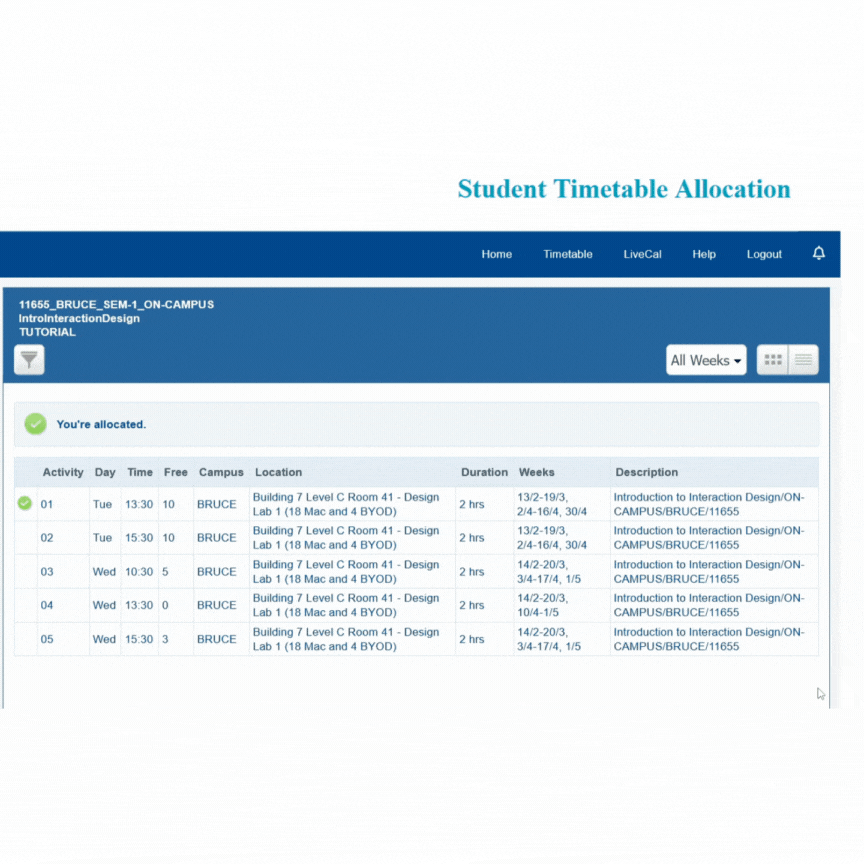 Student Timetable Allocation
Home Timetable LiveCal Help Logout
11655_BRUCE_SEM-1_ON-CAMPUS
IntroInteractionDesign
TUTORIAL
All Weeks
You're allocated.
Activity Day Time Free Campus Location Duration Weeks Description
01 Tue 13:30 10 BRUCE Building 7 Level C Room 41 - Design 2 hrs 13/2-19/3, Introduction to Interaction Design/ON-
Lab 1 (18 Mac and 4 BYOD) 2/4-16/4, 30/4 CAMPUS/BRUCE/11655
02 Tue 15:30 10 BRUCE Building 7 Level C Room 41 - Design 2 hrs 13/2-19/3, Introduction to Interaction Design/ON-
Lab 1 (18 Mac and 4 BYOD) 2/4-16/4, 30/4 CAMPUS/BRUCE/11655
03 Wed 10:30 5 BRUCE Building 7 Level C Room 41 - Design 2 hrs 14/2-20/3, Introduction to Interaction Design/ON-
Lab 1 (18 Mac and 4 BYOD) 3/4-17/4, 1/5 CAMPUS/BRUCE/11655
04 Wed 13:30 0 BRUCE Building 7 Level C Room 41 - Design 2 hrs 14/2-20/3, Introduction to Interaction Design/ON-
Lab 1 (18 Mac and 4 BYOD) 10/4-1/5 CAMPUS/BRUCE/11655
05 Wed 15:30 3 BRUCE Building 7 Level C Room 41 - Design 2 hrs 14/2-20/3, Introduction to Interaction Design/ON-
Lab 1 (18 Mac and 4 BYOD) 3/4-17/4, 1/5 CAMPUS/BRUCE/11655